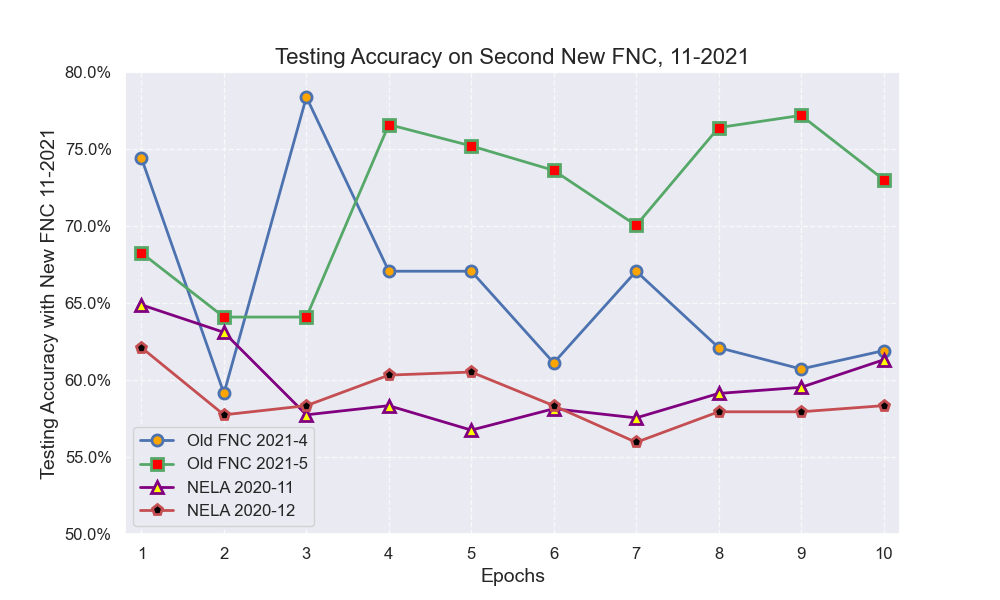 Testing Accuracy on Second New FNC, 11-2021
Testing Accuracy with New FNC 11-2021
80.0%
75.0%
70.0%
65.0%
60.0%
55.0%
50.0%
Old FNC 2021-4
Old FNC 2021-5
NELA 2020-11
NELA 2020-12
1 2 3 4 5 6 7 8 9 10
Epochs